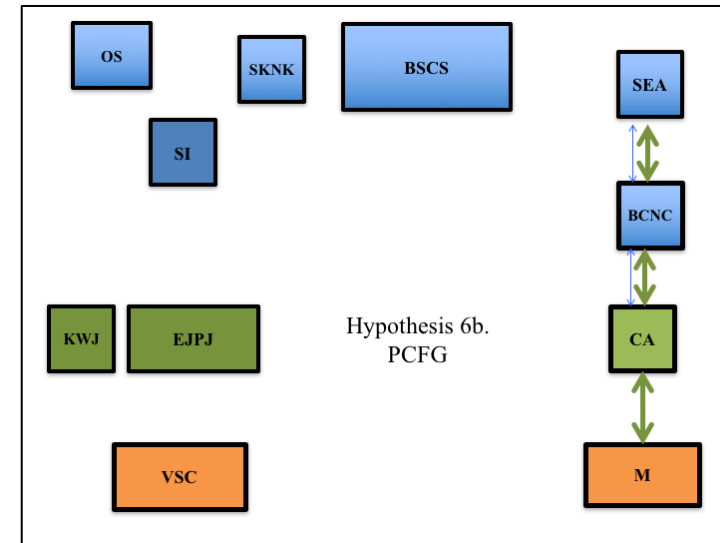 OS
SKNK
BSCS
SEA
SI
BCNC
KWJ
EJPJ
Hypothesis 6b.
PCFG
CA
VSC
M